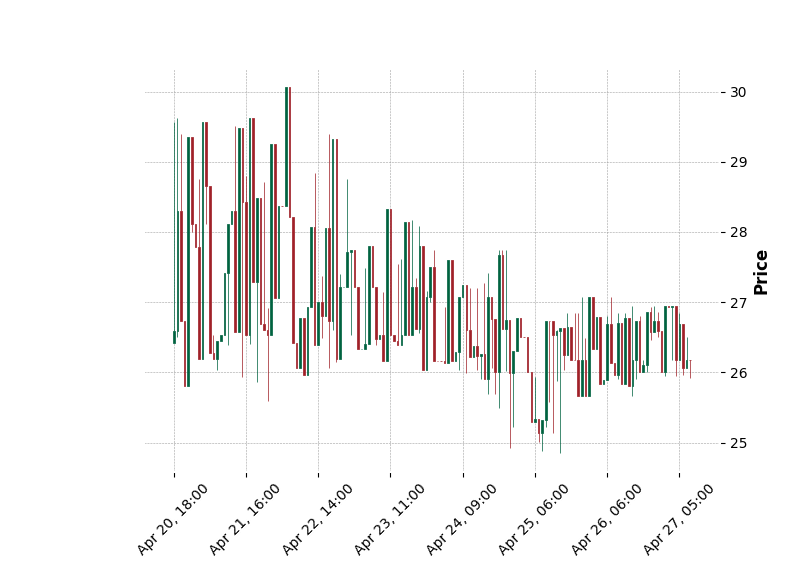 30
29
28
27
26
25
Price
Apr 20, 18:00
Apr 21, 16:00
Apr 22, 14:00
Apr 23, 11:00
Apr 24, 09:00
Apr 25, 06:00
Apr 26, 06:00
Apr 27, 05:00